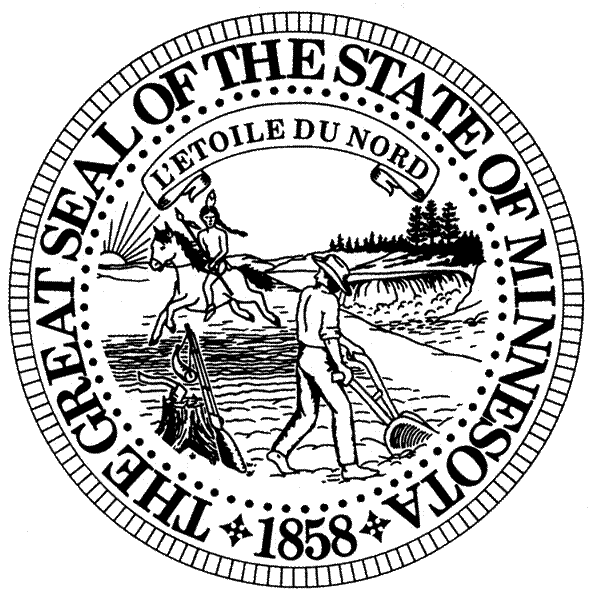 THE GREAT SEAL OF THE STATE OF MINNESOTA
L'ETOILE DU NORD
1858